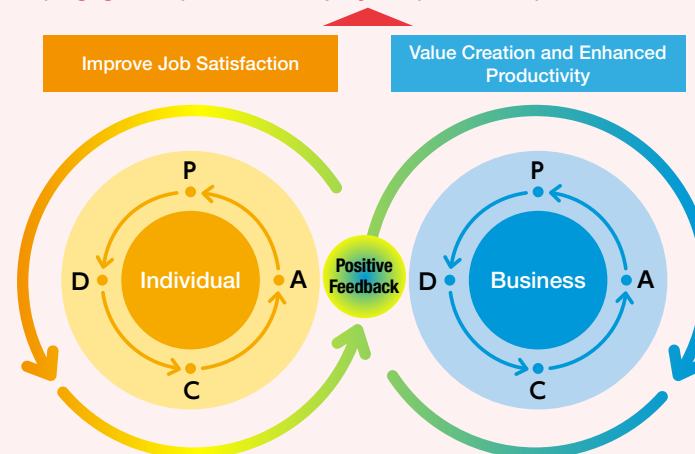 Improve Job Satisfaction
Value Creation and Enhanced
Productivity
P
D
Individual
A
C
Positive
Feedback
P
D
Business
A
C